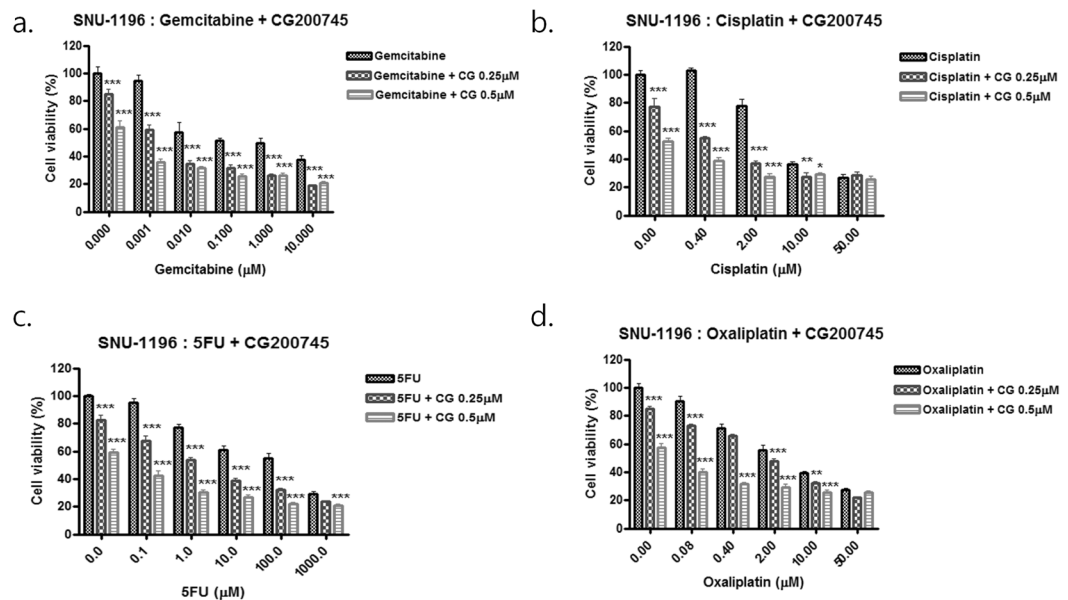 a.
SNU-1196 : Gemcitabine + CG200745
Cell viability (%)
120
100
80
60
40
20
0
*** *** *** *** *** *** *** *** *** *** *** ***
0.000 0.001 0.010 0.100 1.000 10.000
Gemcitabine (μM)
Gemcitabine
Gemcitabine + CG 0.25μM
Gemcitabine + CG 0.5μM
b.
SNU-1196 : Cisplatin + CG200745
Cell viability (%)
120
100
80
60
40
20
0
*** *** *** *** *** *** ** *
0.00 0.40 2.00 10.00 50.00
Cisplatin (μM)
Cisplatin
Cisplatin + CG 0.25μM
Cisplatin + CG 0.5μM
c.
SNU-1196 : 5FU + CG200745
Cell viability (%)
120
100
80
60
40
20
0
*** *** *** *** *** *** *** *** *** *** ***
0.0 0.1 1.0 10.0 100.0 1000.0
5FU (μM)
5FU
5FU + CG 0.25μM
5FU + CG 0.5μM
d.
SNU-1196 : Oxaliplatin + CG200745
Cell viability (%)
120
100
80
60
40
20
0
*** *** *** *** *** *** *** ** ***
0.00 0.08 0.40 2.00 10.00 50.00
Oxaliplatin (μM)
Oxaliplatin
Oxaliplatin + CG 0.25μM
Oxaliplatin + CG 0.5μM